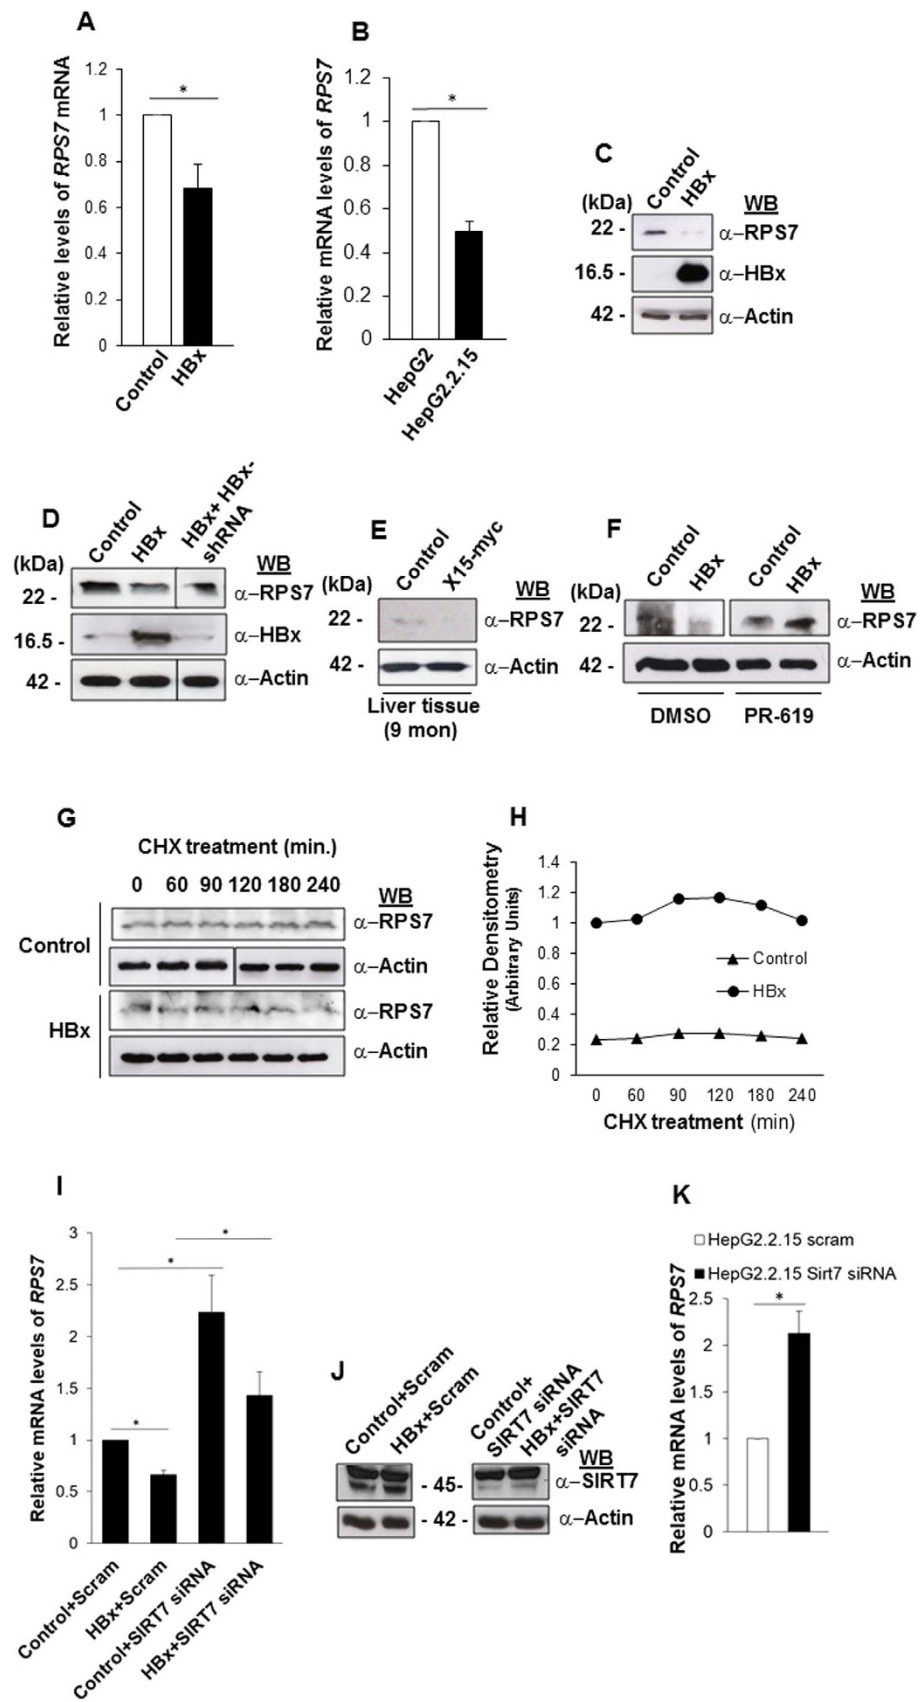 A
Relative levels of RPS7 mRNA
1.2
1
0.8
0.6
0.4
0.2
0
*
Control
HBx
B
Relative mRNA levels of RPS7
1.2
1
0.8
0.6
0.4
0.2
0
*
HepG2
HepG2.2.15
C
Control
HBx
(kDa)
WB
22 -
α–RPS7
16.5 -
α–HBx
42 -
α–Actin
D
Control
HBx
HBx+ HBx-
shRNA
(kDa)
WB
22 -
α–RPS7
16.5 -
α–HBx
42 -
α–Actin
E
Control
X15-myc
(kDa)
WB
22 -
α–RPS7
42 -
α–Actin
Liver tissue
(9 mon)
F
Control
HBx
Control
HBx
(kDa)
WB
22 -
α–RPS7
42 -
α–Actin
DMSO
PR-619
G
CHX treatment (min.)
0 60 90 120 180 240
WB
Control
α–RPS7
α–Actin
HBx
α–RPS7
α–Actin
H
Relative Densitometry
(Arbitrary Units)
1.4
1.2
1
0.8
0.6
0.4
0.2
0
Control
HBx
0 60 90 120 180 240
CHX treatment (min)
I
Relative mRNA levels of RPS7
3
2.5
2
1.5
1
0.5
0
*
*
*
Control+Scram
HBx+Scram
Control+SIRT7 siRNA
HBx+SIRT7 siRNA
J
Control+Scram
HBx+Scram
Control+
SIRT7 siRNA
HBx+SIRT7
siRNA
WB
- 45-
α–SIRT7
- 42 -
α–Actin
K
HepG2.2.15 scram
HepG2.2.15 Sirt7 siRNA
Relative mRNA levels of RPS7
2.5
2
1.5
1
0.5
0
*